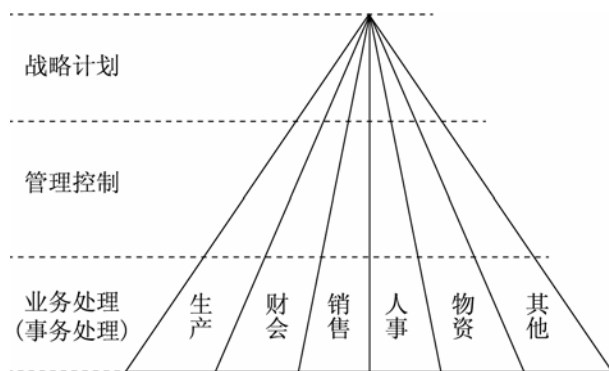 战略计划
管理控制
业务处理
(事务处理)
生产
财会
销售
人事
物资
其他